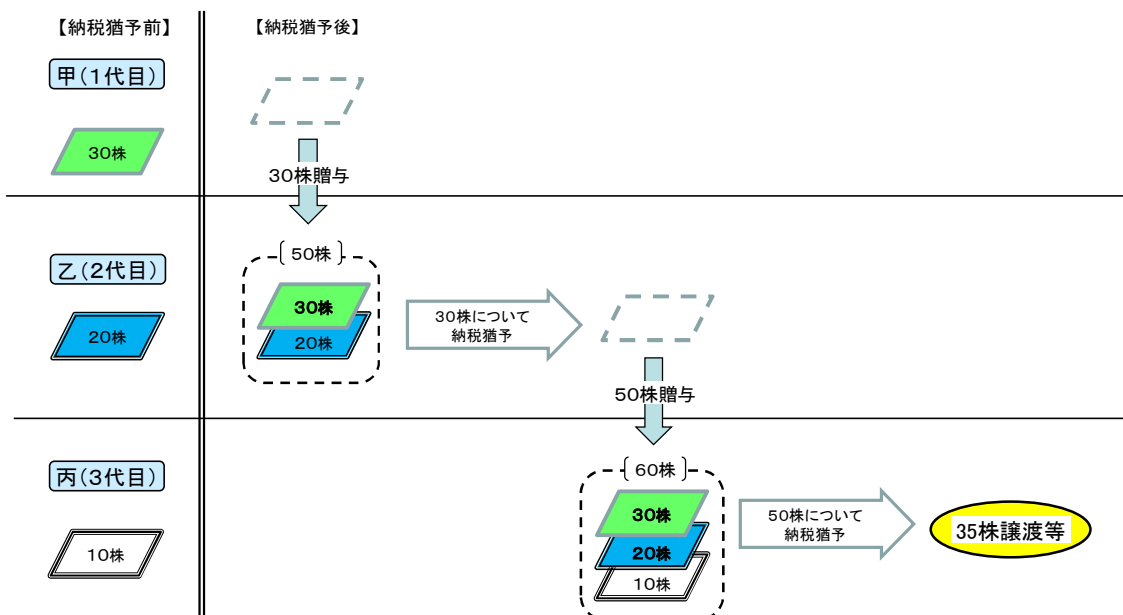 【納税猶予前】
【納税猶予後】
甲(1代目)
30株
30株贈与
乙(2代目)
20株
50株
30株
20株
30株について
納税猶予
50株贈与
丙(3代目)
10株
60株
30株
20株
10株
50株について
納税猶予
35株譲渡等